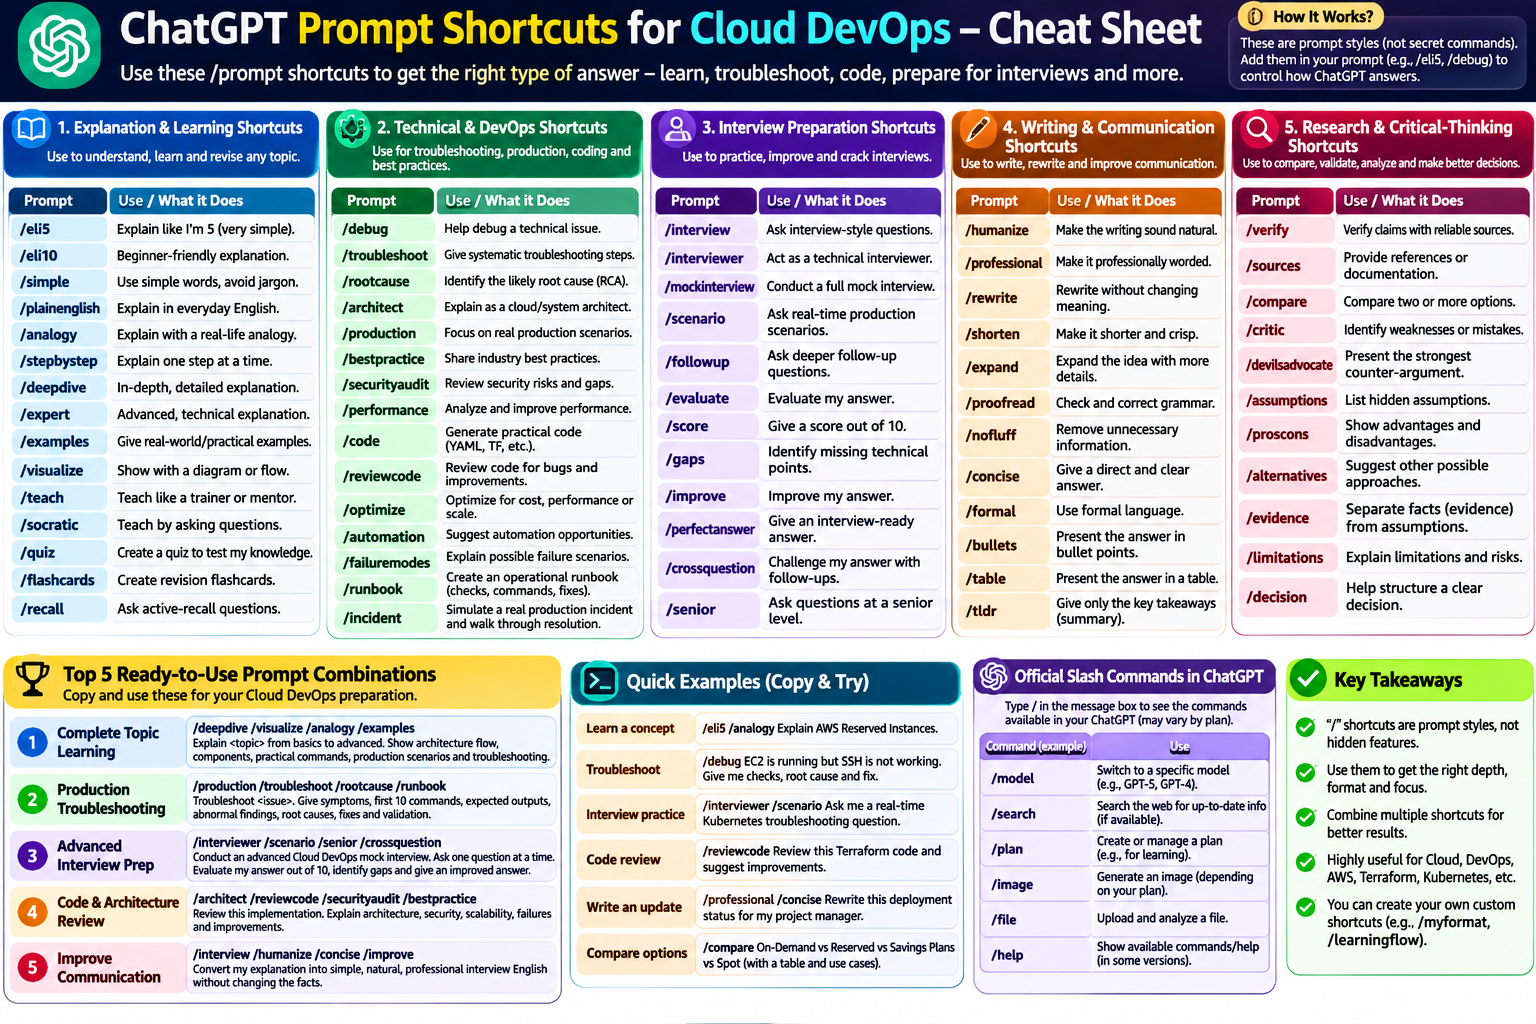 ChatGPT Prompt Shortcuts for Cloud DevOps – Cheat Sheet
Use these /prompt shortcuts to get the right type of answer – learn, troubleshoot, code, prepare for interviews and more.
How It Works?
These are prompt styles (not secret commands).
Add them in your prompt (e.g., /eli5, /debug) to
control how ChatGPT answers.
1. Explanation & Learning Shortcuts
Use to understand, learn and revise any topic.
Prompt Use / What it Does
/eli5 Explain like I'm 5 (very simple).
/eli10 Beginner-friendly explanation.
/simple Use simple words, avoid jargon.
/plainenglish Explain in everyday English.
/analogy Explain with a real-life analogy.
/stepbystep Explain one step at a time.
/deepdive In-depth, detailed explanation.
/expert Advanced, technical explanation.
/examples Give real-world/practical examples.
/visualize Show with a diagram or flow.
/teach Teach like a trainer or mentor.
/socratic Teach by asking questions.
/quiz Create a quiz to test my knowledge.
/flashcards Create revision flashcards.
/recall Ask active-recall questions.
2. Technical & DevOps Shortcuts
Use for troubleshooting, production, coding and
best practices.
Prompt Use / What it Does
/debug Help debug a technical issue.
/troubleshoot Give systematic troubleshooting steps.
/rootcause Identify the likely root cause (RCA).
/architect Explain as a cloud/system architect.
/production Focus on real production scenarios.
/bestpractice Share industry best practices.
/securityaudit Review security risks and gaps.
/performance Analyze and improve performance.
/code Generate practical code
(YAML, TF, etc.).
/reviewcode Review code for bugs and
improvements.
/optimize Optimize for cost, performance or
scale.
/automation Suggest automation opportunities.
/failuremodes Explain possible failure scenarios.
/runbook Create an operational runbook
(checks, commands, fixes).
/incident Simulate a real production incident
and walk through resolution.
3. Interview Preparation Shortcuts
Use to practice, improve and crack interviews.
Prompt Use / What it Does
/interview Ask interview-style questions.
/interviewer Act as a technical interviewer.
/mockinterview Conduct a full mock interview.
/scenario Ask real-time production
scenarios.
/followup Ask deeper follow-up
questions.
/evaluate Evaluate my answer.
/score Give a score out of 10.
/gaps Identify missing technical
points.
/improve Improve my answer.
/perfectanswer Give an interview-ready
answer.
/crossquestion Challenge my answer with
follow-ups.
/senior Ask questions at a senior
level.
4. Writing & Communication
Shortcuts
Use to write, rewrite and improve communication.
Prompt Use / What it Does
/humanize Make the writing sound natural.
/professional Make it professionally worded.
/rewrite Rewrite without changing
meaning.
/shorten Make it shorter and crisp.
/expand Expand the idea with more
details.
/proofread Check and correct grammar.
/nofluff Remove unnecessary
information.
/concise Give a direct and clear
answer.
/formal Use formal language.
/bullets Present the answer in
bullet points.
/table Present the answer in a table.
/tldr Give only the key takeaways
(summary).
5. Research & Critical-Thinking
Shortcuts
Use to compare, validate, analyze and make better decisions.
Prompt Use / What it Does
/verify Verify claims with reliable sources.
/sources Provide references or
documentation.
/compare Compare two or more options.
/critic Identify weaknesses or mistakes.
/devilsadvocate Present the strongest
counter-argument.
/assumptions List hidden assumptions.
/proscons Show advantages and
disadvantages.
/alternatives Suggest other possible
approaches.
/evidence Separate facts (evidence)
from assumptions.
/limitations Explain limitations and risks.
/decision Help structure a clear
decision.
Top 5 Ready-to-Use Prompt Combinations
Copy and use these for your Cloud DevOps preparation.
1 Complete Topic
Learning
/deepdive /visualize /analogy /examples
Explain <topic> from basics to advanced. Show architecture flow,
components, practical commands, production scenarios and troubleshooting.
2 Production
Troubleshooting
/production /troubleshoot /rootcause /runbook
Troubleshoot <issue>. Give symptoms, first 10 commands, expected outputs,
abnormal findings, root causes, fixes and validation.
3 Advanced
Interview Prep
/interviewer /scenario /senior /crossquestion
Conduct an advanced Cloud DevOps mock interview. Ask one question at a time.
Evaluate my answer out of 10, identify gaps and give an improved answer.
4 Code & Architecture
Review
/architect /reviewcode /securityaudit /bestpractice
Review this implementation. Explain architecture, security, scalability, failures
and improvements.
5 Improve
Communication
/interview /humanize /concise /improve
Convert my explanation into simple, natural, professional interview English
without changing the facts.
Quick Examples (Copy & Try)
Learn a concept /eli5 /analogy Explain AWS Reserved Instances.
Troubleshoot /debug EC2 is running but SSH is not working.
Give me checks, root cause and fix.
Interview practice /interviewer /scenario Ask me a real-time
Kubernetes troubleshooting question.
Code review /reviewcode Review this Terraform code and
suggest improvements.
Write an update /professional /concise Rewrite this deployment
status for my project manager.
Compare options /compare On-Demand vs Reserved vs Savings Plans
vs Spot (with a table and use cases).
Official Slash Commands in ChatGPT
Type / in the message box to see the commands
available in your ChatGPT (may vary by plan).
Command (example) Use
/model Switch to a specific model
(e.g., GPT-5, GPT-4).
/search Search the web for up-to-date info
(if available).
/plan Create or manage a plan
(e.g., for learning).
/image Generate an image (depending
on your plan).
/file Upload and analyze a file.
/help Show available commands/help
(in some versions).
Key Takeaways
"/" shortcuts are prompt styles, not
hidden features.
Use them to get the right depth,
format and focus.
Combine multiple shortcuts for
better results.
Highly useful for Cloud, DevOps,
AWS, Terraform, Kubernetes, etc.
You can create your own custom
shortcuts (e.g., /myformat,
/learningflow).